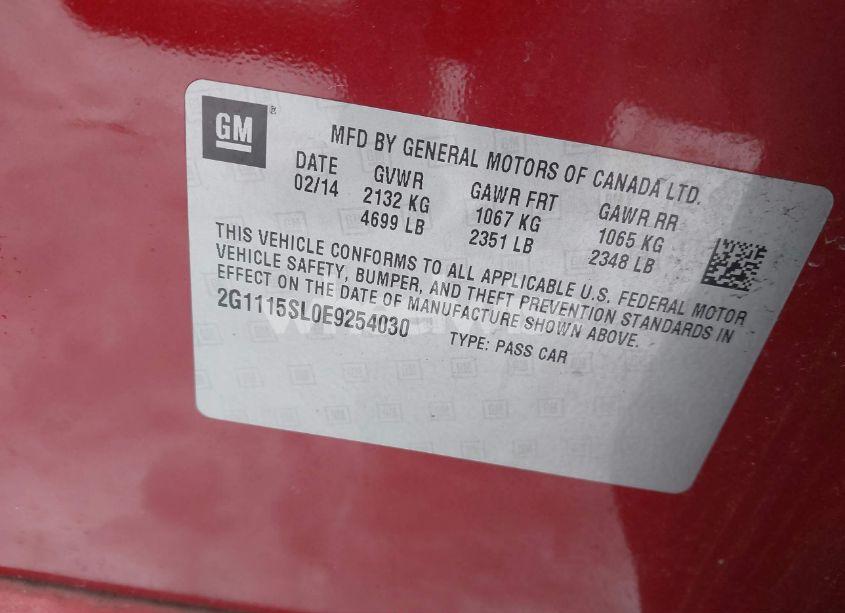 GM ®
MFD BY GENERAL MOTORS OF CANADA LTD.
DATE GVWR GAWR FRT GAWR RR
02/14 2132 KG 1067 KG 1065 KG
4699 LB 2351 LB 2348 LB
THIS VEHICLE CONFORMS TO ALL APPLICABLE U.S. FEDERAL MOTOR
VEHICLE SAFETY, BUMPER, AND THEFT PREVENTION STANDARDS IN
EFFECT ON THE DATE OF MANUFACTURE SHOWN ABOVE.
2G1115SL0E9254030 TYPE: PASS CAR